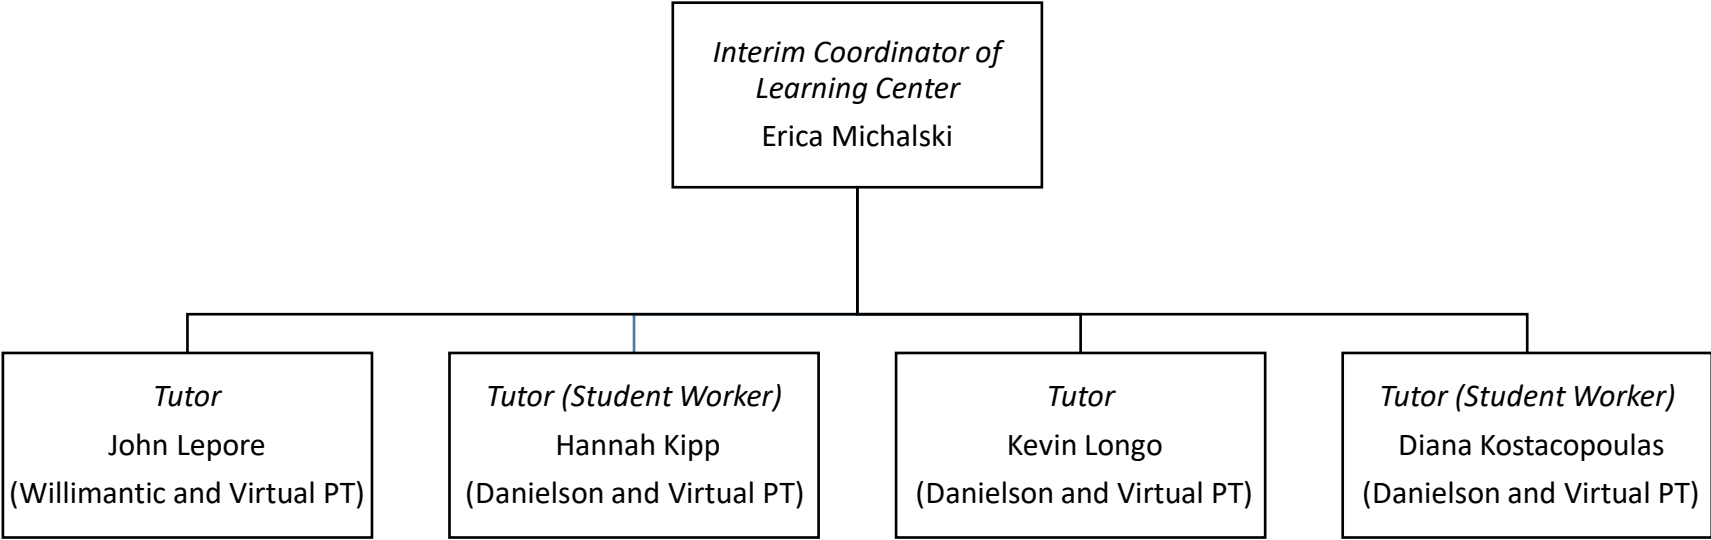 Interim Coordinator of
Learning Center
Erica Michalski
Tutor
John Lepore
(Willimantic and Virtual PT)
Tutor (Student Worker)
Hannah Kipp
(Danielson and Virtual PT)
Tutor
Kevin Longo
(Danielson and Virtual PT)
Tutor (Student Worker)
Diana Kostacopoulas
(Danielson and Virtual PT)